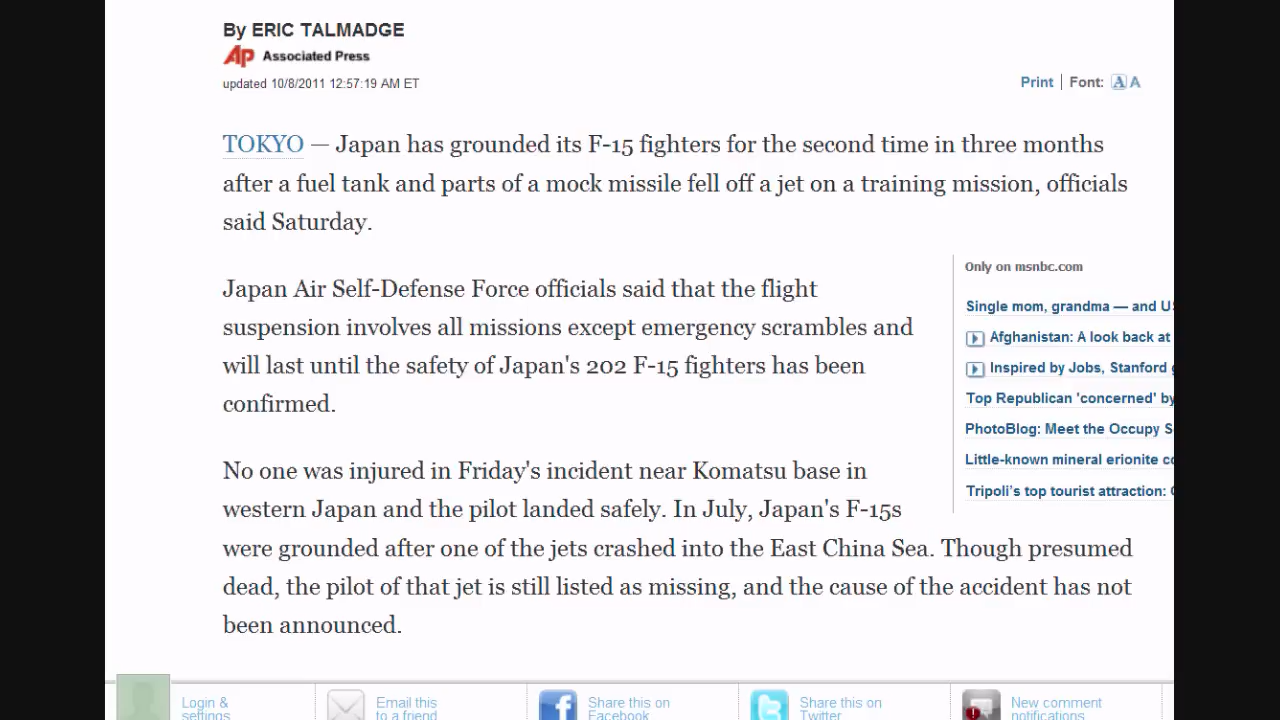 By ERIC TALMADGE
AP Associated Press
updated 10/8/2011 12:57:19 AM ET
Print | Font: A A
TOKYO — Japan has grounded its F-15 fighters for the second time in three months
after a fuel tank and parts of a mock missile fell off a jet on a training mission, officials
said Saturday.
Japan Air Self-Defense Force officials said that the flight
suspension involves all missions except emergency scrambles and
will last until the safety of Japan's 202 F-15 fighters has been
confirmed.
Only on msnbc.com
Single mom, grandma — and US
Afghanistan: A look back at
Inspired by Jobs, Stanford
Top Republican 'concerned' by
PhotoBlog: Meet the Occupy S
Little-known mineral erionite co
Tripoli's top tourist attraction:
No one was injured in Friday's incident near Komatsu base in
western Japan and the pilot landed safely. In July, Japan's F-15s
were grounded after one of the jets crashed into the East China Sea. Though presumed
dead, the pilot of that jet is still listed as missing, and the cause of the accident has not
been announced.
Login &
settings
Email this
to a friend
Share this on
Facebook
Share this on
Twitter
New comment
notifications